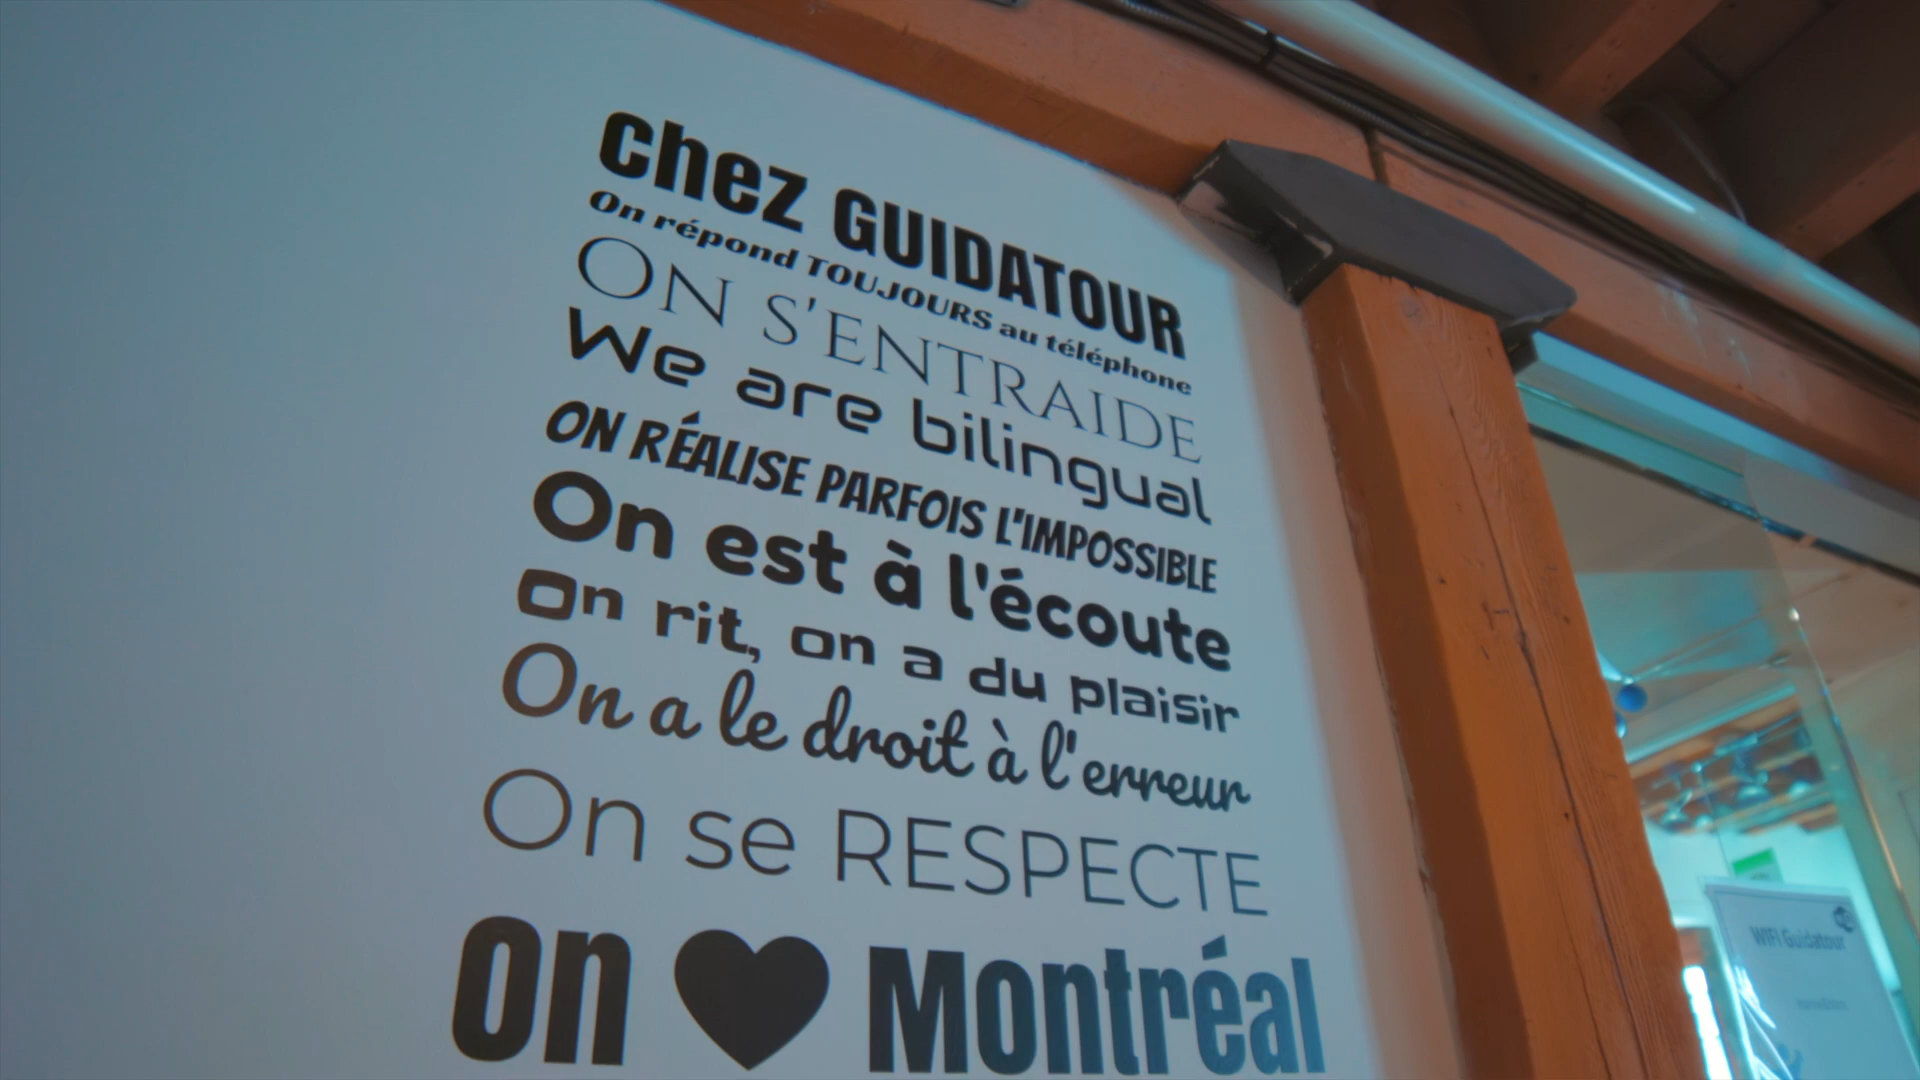 chez GUIDATOUR
On répond TOUJOURS au téléphone
ON S'ENTRAIDE
We are bilingual
ON RÉALISE PARFOIS L'IMPOSSIBLE
On est à l'écoute
On rit, on a du plaisir
On a le droit à l'erreur
On se RESPECTE
On ♥ Montréal
WIFI Guidatour